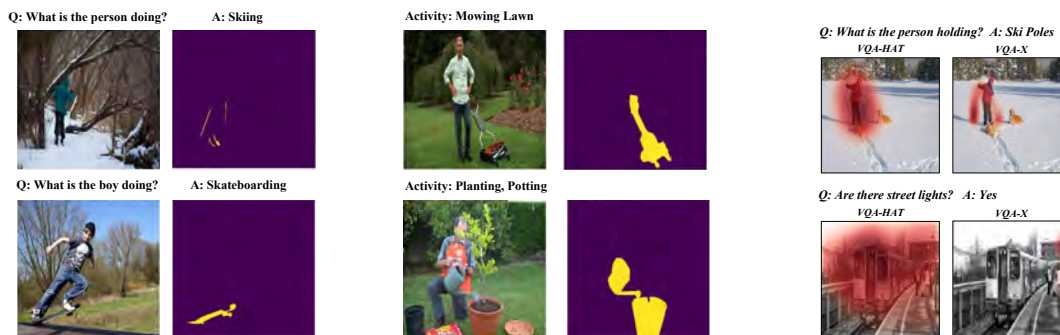 Q: What is the person doing? A: Skiing
Q: What is the boy doing? A: Skateboarding
Activity: Mowing Lawn
Activity: Planting, Potting
Q: What is the person holding? A: Ski Poles
VQA-HAT VQA-X
Q: Are there street lights? A: Yes
VQA-HAT VQA-X